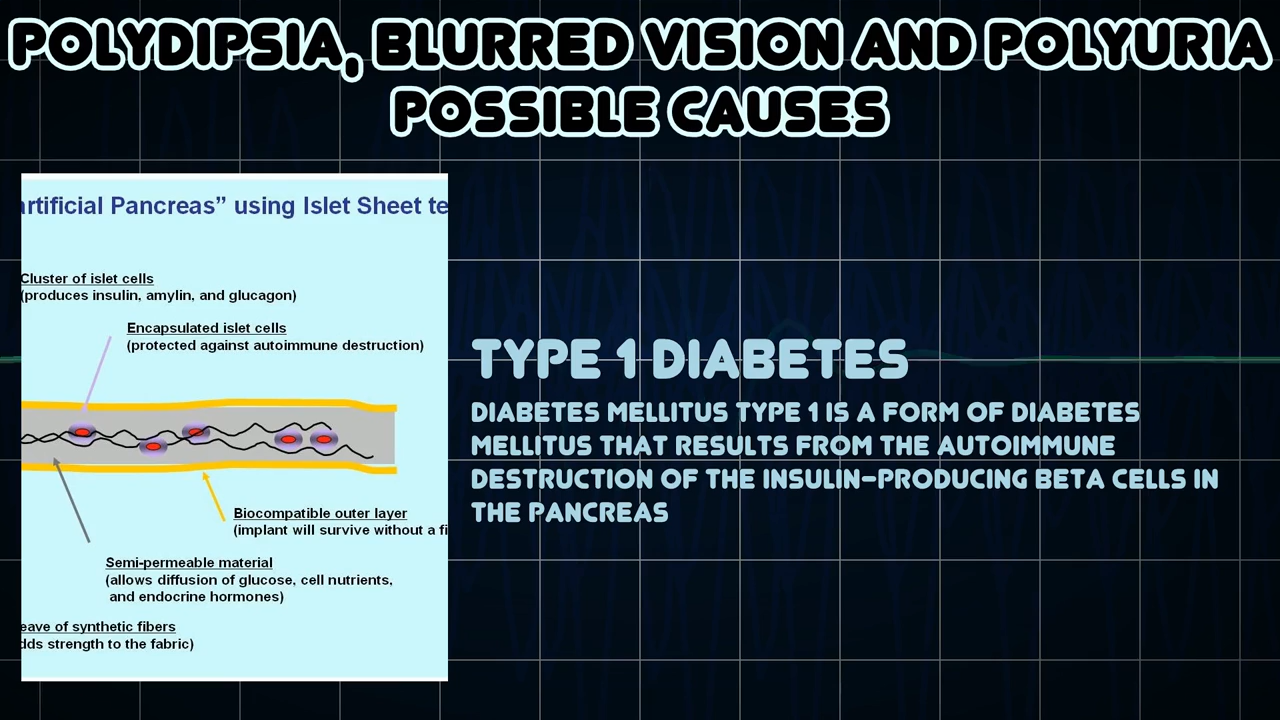 POLYDIPSIA, BLURRED VISION AND POLYURIA
POSSIBLE CAUSES
artificial Pancreas” using Islet Sheet te
Cluster of islet cells
(produces insulin, amylin, and glucagon)
Encapsulated islet cells
(protected against autoimmune destruction)
Biocompatible outer layer
(implant will survive without a fi
Semi-permeable material
(allows diffusion of glucose, cell nutrients,
and endocrine hormones)
eave of synthetic fibers
dds strength to the fabric)
TYPE 1 DIABETES
DIABETES MELLITUS TYPE 1 IS A FORM OF DIABETES
MELLITUS THAT RESULTS FROM THE AUTOIMMUNE
DESTRUCTION OF THE INSULIN-PRODUCING BETA CELLS IN
THE PANCREAS